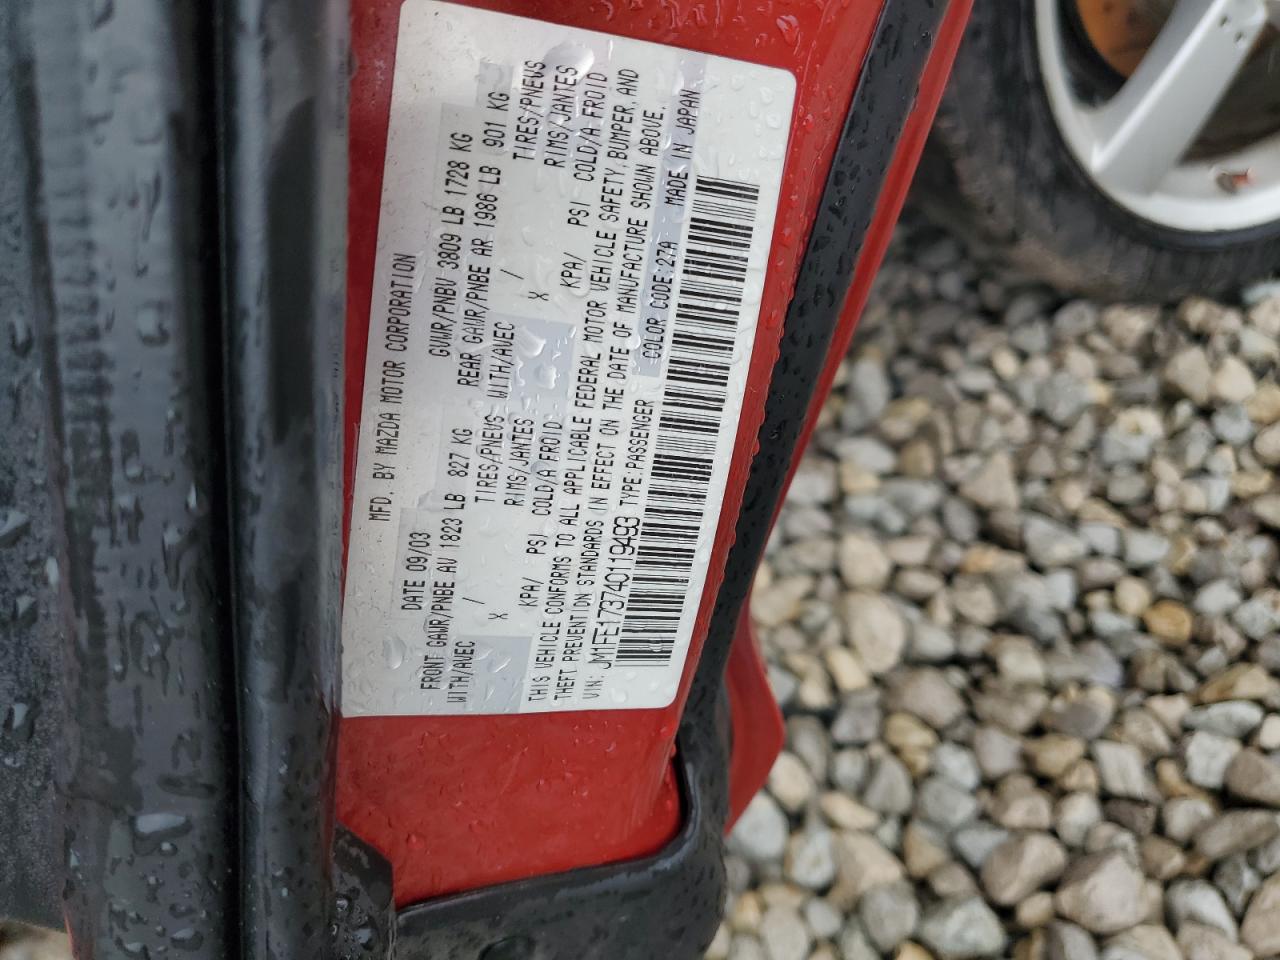 MFD. BY MAZDA MOTOR CORPORATION
DATE 09/03 GVWR/PNBV 3809 LB 1728 KG
FRONT GAWR/PNBE AV 1823 LB 827 KG REAR GAWR/PNBE AR 1986 LB 901 KG
WITH/AVEC TIRES/PNEUS WITH/AVEC TIRES/PNEUS
X / RIMS/JANTES X / RIMS/JANTES
KPA/ PSI COLD/A FROID KPA/ PSI COLD/A FROID
THIS VEHICLE CONFORMS TO ALL APPLICABLE FEDERAL MOTOR VEHICLE SAFETY, BUMPER, AND
THEFT PREVENTION STANDARDS IN EFFECT ON THE DATE OF MANUFACTURE SHOWN ABOVE.
VIN: JM1FE173740119493 TYPE:PASSENGER COLOR CODE:27A MADE IN JAPAN